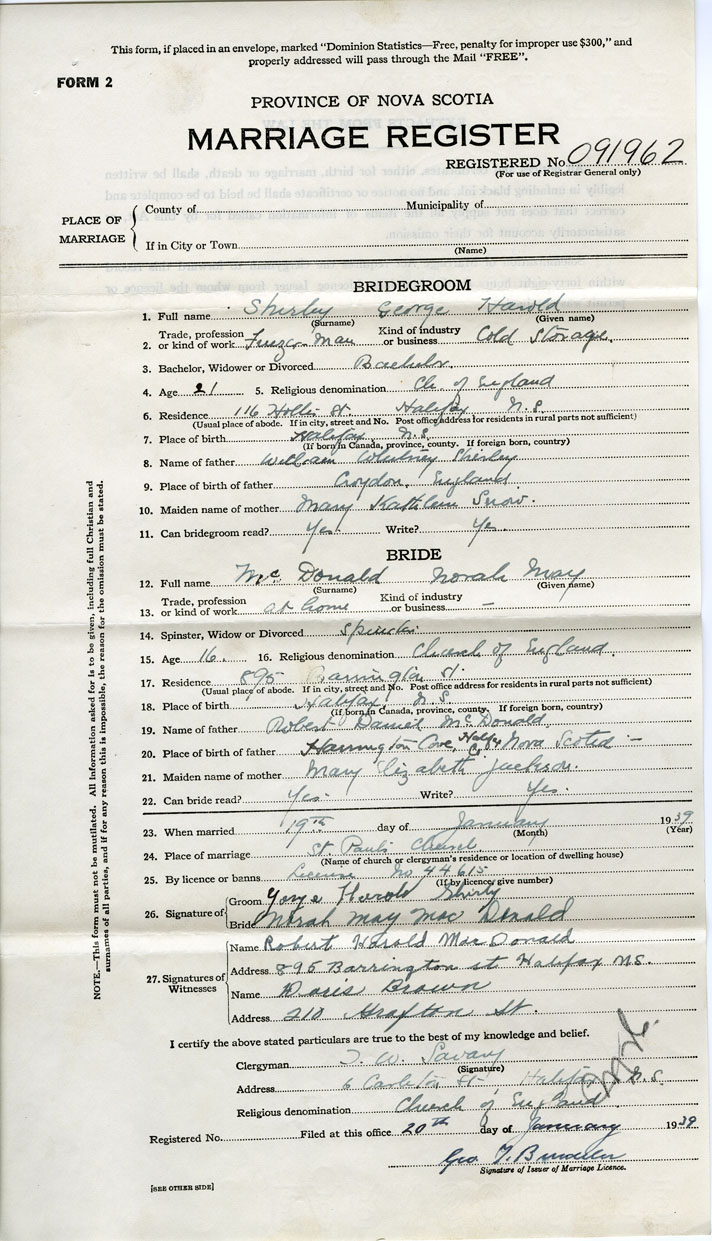 This form, if placed in an envelope, marked "Dominion Statistics—Free, penalty for improper use $300," and
properly addressed will pass through the Mail "FREE".
FORM 2
PROVINCE OF NOVA SCOTIA
MARRIAGE REGISTER
REGISTERED No. 091962
(For use of Registrar General only)
PLACE OF MARRIAGE
County of Municipality of
If in City or Town
(Name)
BRIDEGROOM
1. Full name Shirley George Harold
(Surname) (Given name)
2. Trade, profession or kind of work Man Kind of industry or business Cold Storage.
3. Bachelor, Widower or Divorced Bachelor.
4. Age 21 5. Religious denomination Ch. of England
6. Residence 116 Hollis St. Halifax N.S.
(Usual place of abode. If in city, street and No. Post office address for residents in rural parts not sufficient)
7. Place of birth Halifax N.S.
(If born in Canada, province, county. If foreign born, country)
8. Name of father William Whitney Shirley
9. Place of birth of father Croydon, England.
10. Maiden name of mother Mary Kathleen Snow.
11. Can bridegroom read? Yes. Write? Yes.
BRIDE
12. Full name McDonald Norah May
(Surname) (Given name)
13. Trade, profession or kind of work at home Kind of industry or business —
14. Spinster, Widow or Divorced Spinster
15. Age 16. 16. Religious denomination Church of England.
17. Residence 895 Barrington St.
(Usual place of abode. If in city, street and No. Post office address for residents in rural parts not sufficient)
18. Place of birth Halifax N.S.
(If born in Canada, province, county. If foreign born, country)
19. Name of father Robert Daniel McDonald
20. Place of father Cove, Halfx Co. Nova Scotia —
21. Maiden name of mother Mary Elizabeth Jackson.
22. Can bride read? Yes. Write? Yes.
23. When married 19th day of January 1939
(Month) (Year)
24. Place of marriage St. Paul's Church
(Name of church or clergyman's residence or location of dwelling house)
25. By licence or banns License No 44615
(If by licence, give number)
26. Signature of
Groom George Harold Shirley
Bride Norah May MacDonald
27. Signatures of Witnesses
Name Robert Harold MacDonald
Address 895 Barrington st Halifax NS.
Name Doris Brown
Address 210 Grafton St.
I certify the above stated particulars are true to the best of my knowledge and belief.
Clergyman T. W. Savary
(Signature)
Address 6 Carleton St, Halifax, N.S.
Religious denomination Church of England
Registered No. Filed at this office 20th day of January 1939
Geo. T.
Signature of Issuer of Marriage Licence.
[SEE OTHER SIDE]
NOTE.—This form must not be mutilated. All information asked for is to be given, including full Christian and
surnames of all parties, and if for any reason this is impossible, the reason for the omission must be stated.